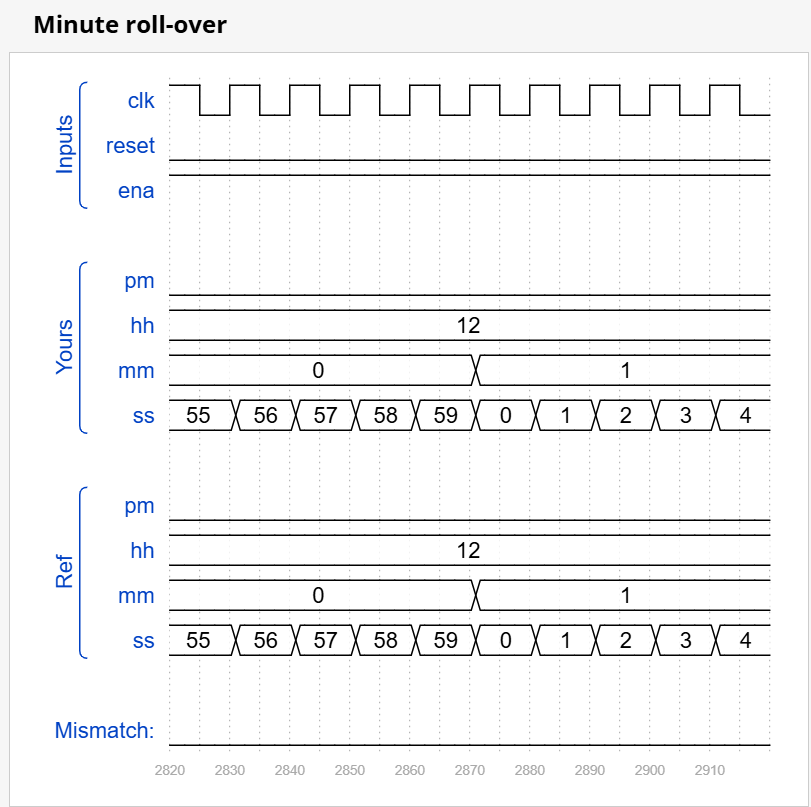 Minute roll-over
Inputs
clk
reset
ena
Yours
pm
hh 12
mm 0 1
ss 55 56 57 58 59 0 1 2 3 4
Ref
pm
hh 12
mm 0 1
ss 55 56 57 58 59 0 1 2 3 4
Mismatch:
2820 2830 2840 2850 2860 2870 2880 2890 2900 2910